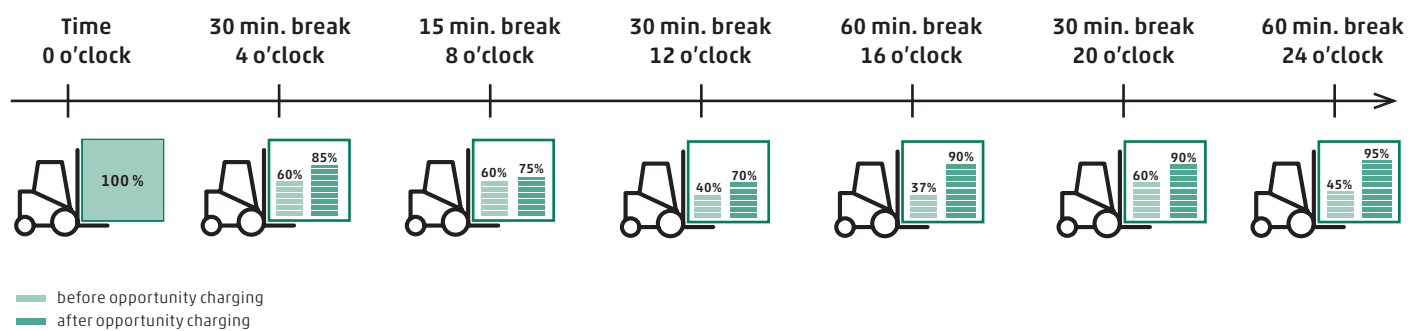 Time
0 o'clock
30 min. break
4 o'clock
15 min. break
8 o'clock
30 min. break
12 o'clock
60 min. break
16 o'clock
30 min. break
20 o'clock
60 min. break
24 o'clock
100 %
60%
85%
60%
75%
40%
70%
37%
90%
60%
90%
45%
95%
before opportunity charging
after opportunity charging